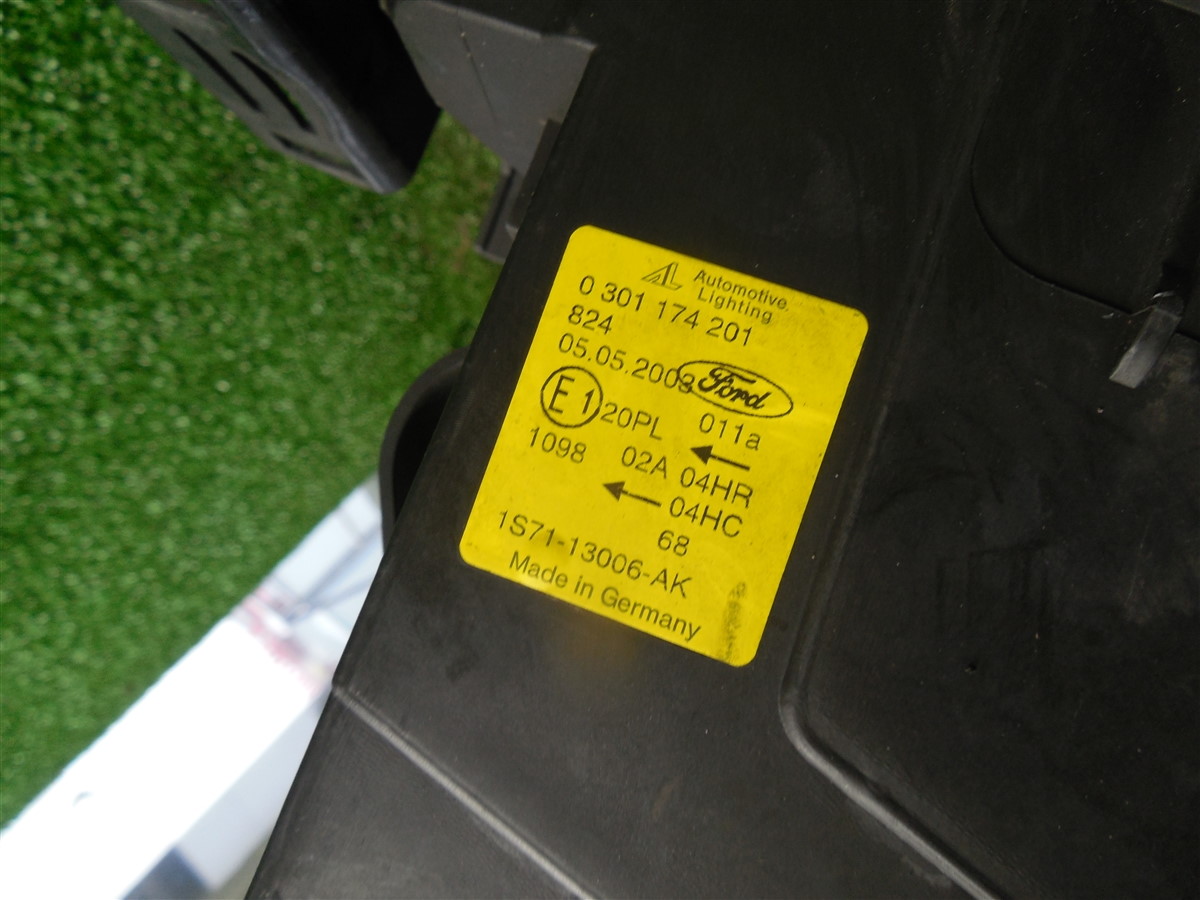 AL Automotive
Lighting
0 301 174 201
824
05.05.2003 Ford
E1 20PL 011a
1098 02A 04HR
04HC
68
1S71-13006-AK
Made in Germany